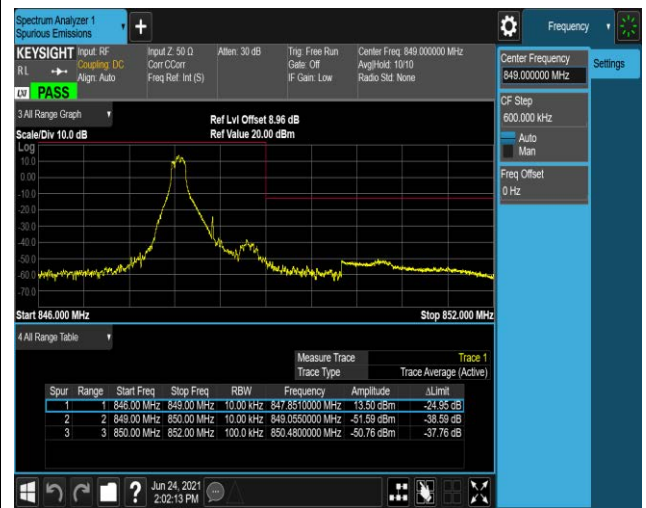 Spectrum Analyzer 1
Spurious Emissions
Frequency
KEYSIGHT Input: RF Input Z: 50 Ω Atten: 30 dB Trig: Free Run Center Freq: 849.000000 MHz
RL Coupling: DC Corr CCorr Gate: Off Avg|Hold: 10/10
Align: Auto Freq Ref: Int (S) IF Gain: Low Radio Std: None
LXI PASS
Center Frequency
849.000000 MHz
Settings
CF Step
600.000 kHz
Auto
Man
Freq Offset
0 Hz
3 All Range Graph
Ref Lvl Offset 8.96 dB
Scale/Div 10.0 dB Ref Value 20.00 dBm
Log
10.0
0.00
-10.0
-20.0
-30.0
-40.0
-50.0
-60.0
-70.0
Start 846.000 MHz Stop 852.000 MHz
4 All Range Table
Measure Trace Trace 1
Trace Type Trace Average (Active)
Spur Range Start Freq Stop Freq RBW Frequency Amplitude ΔLimit
1 1 846.00 MHz 849.00 MHz 10.00 kHz 847.8510000 MHz 13.50 dBm -24.95 dB
2 2 849.00 MHz 850.00 MHz 10.00 kHz 849.0550000 MHz -51.59 dBm -38.59 dB
3 3 850.00 MHz 852.00 MHz 100.0 kHz 850.4800000 MHz -50.76 dBm -37.76 dB
Jun 24, 2021
2:02:13 PM